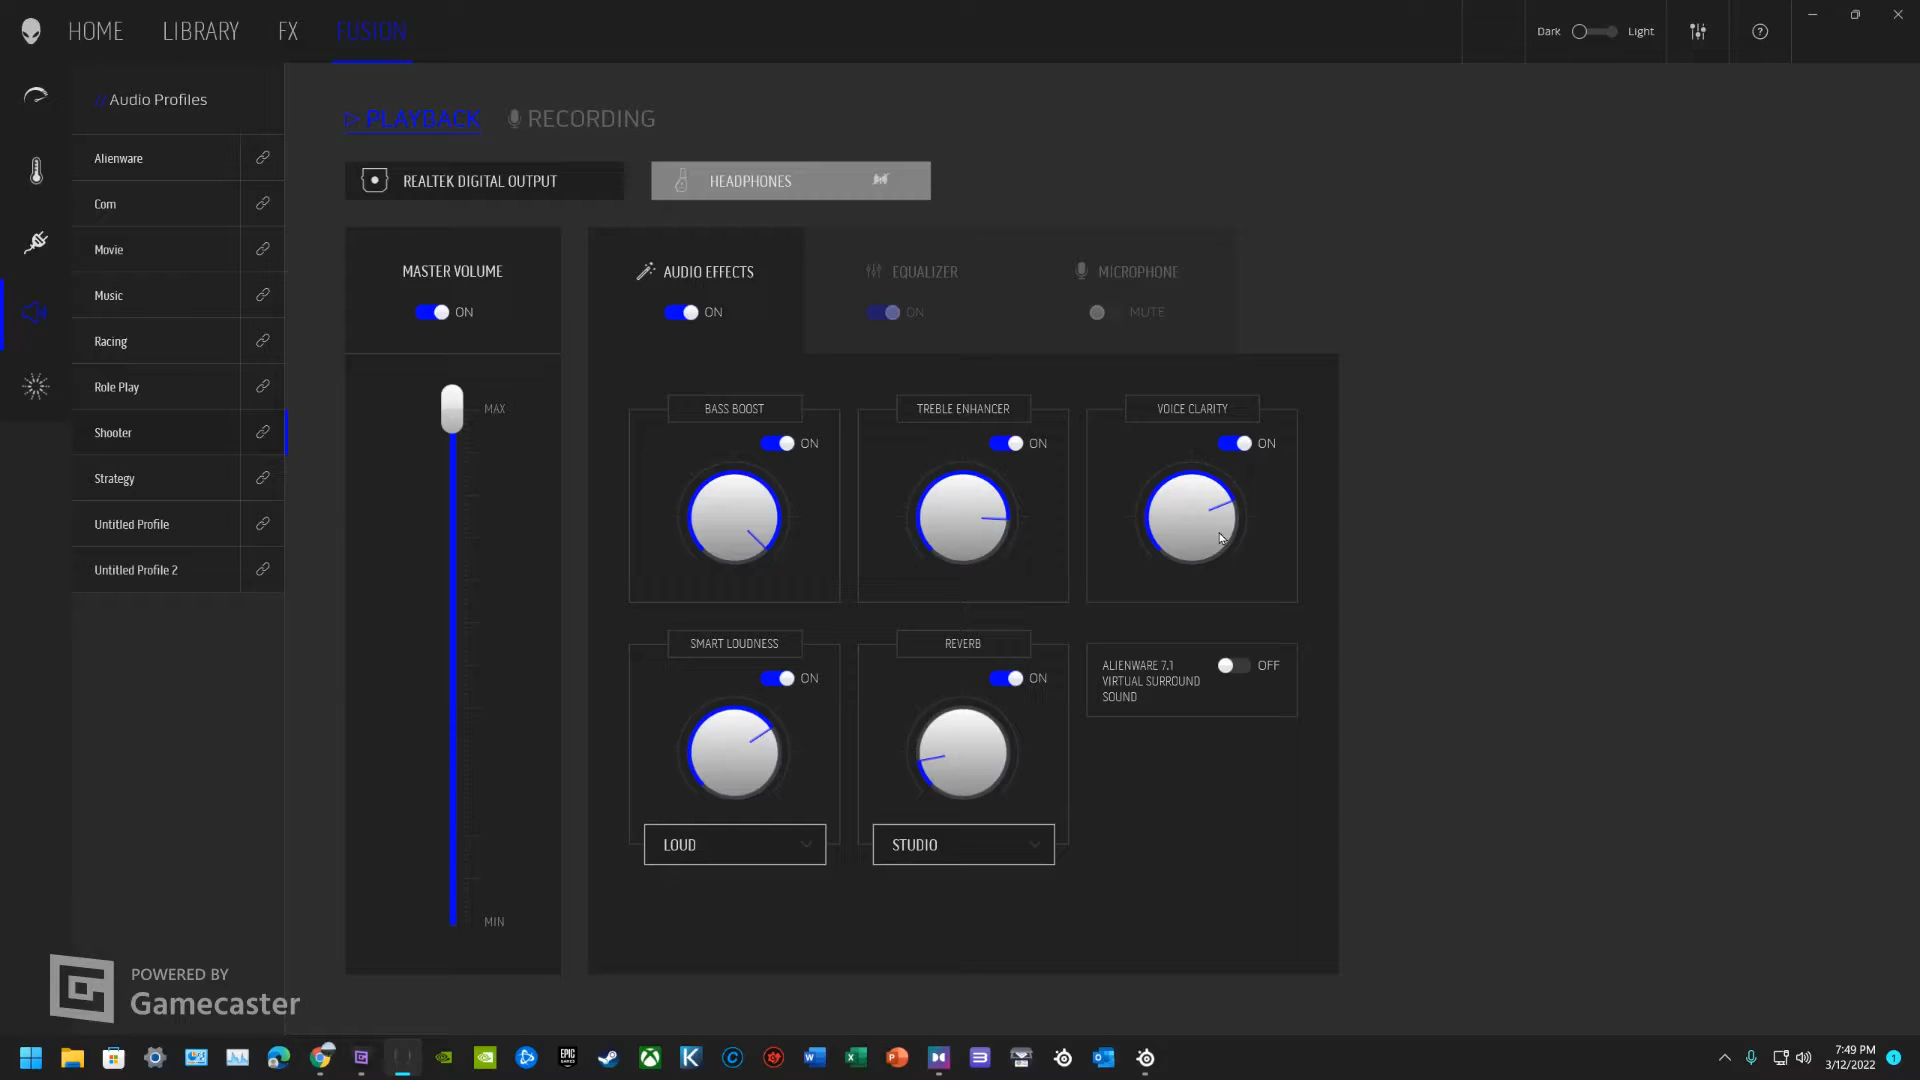 HOME
LIBRARY
FX
FUSION
Dark
Light
// Audio Profiles
Alienware
Com
Movie
Music
Racing
Role Play
Shooter
Strategy
Untitled Profile
Untitled Profile 2
PLAYBACK
RECORDING
REALTEK DIGITAL OUTPUT
HEADPHONES
MASTER VOLUME
ON
MAX
MIN
AUDIO EFFECTS
ON
EQUALIZER
ON
MICROPHONE
MUTE
BASS BOOST
ON
TREBLE ENHANCER
ON
VOICE CLARITY
ON
SMART LOUDNESS
ON
LOUD
REVERB
ON
STUDIO
ALIENWARE 7.1
VIRTUAL SURROUND
SOUND
OFF
POWERED BY
Gamecaster
EPIC
GAMES
7:49 PM
3/12/2022
1